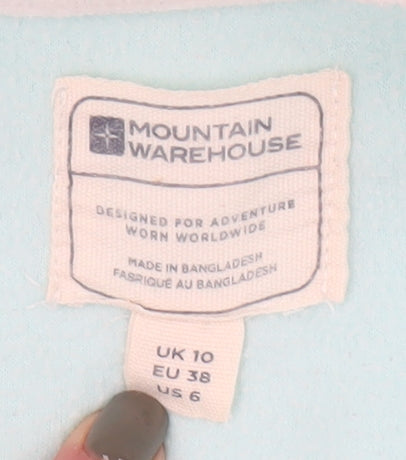 MOUNTAIN
WAREHOUSE
DESIGNED FOR ADVENTURE
WORN WORLDWIDE
MADE IN BANGLADESH
FABRIQUÉ AU BANGLADESH
UK 10
EU 38
US 6